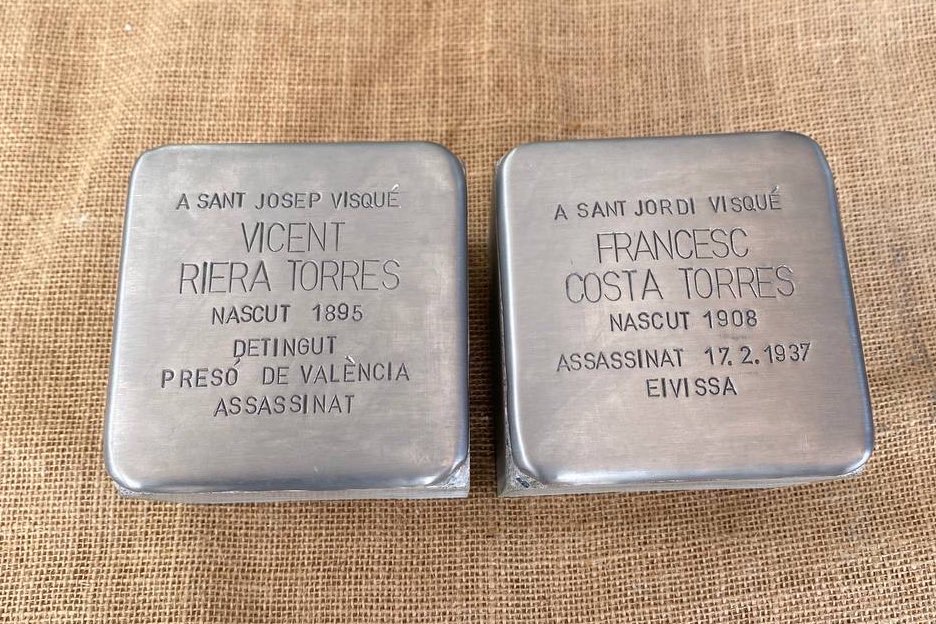 A SANT JOSEP VISQUÉ
VICENT
RIERA TORRES
NASCUT 1895
DETINGUT
PRESÓ DE VALÈNCIA
ASSASSINAT
A SANT JORDI VISQUÉ
FRANCESC
COSTA TORRES
NASCUT 1908
ASSASSINAT 17.2.1937
EIVISSA